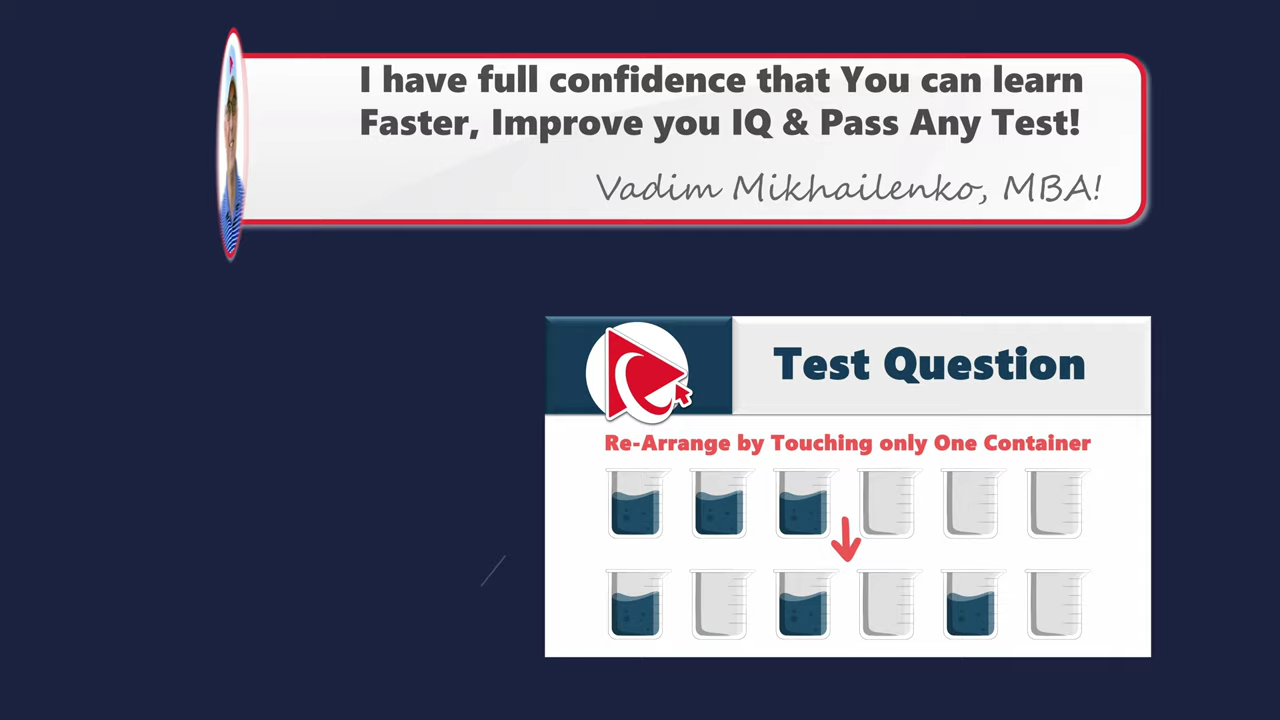 I have full confidence that You can learn
Faster, Improve you IQ & Pass Any Test!
Vadim Mikhailenko, MBA!
Test Question
Re-Arrange by Touching only One Container